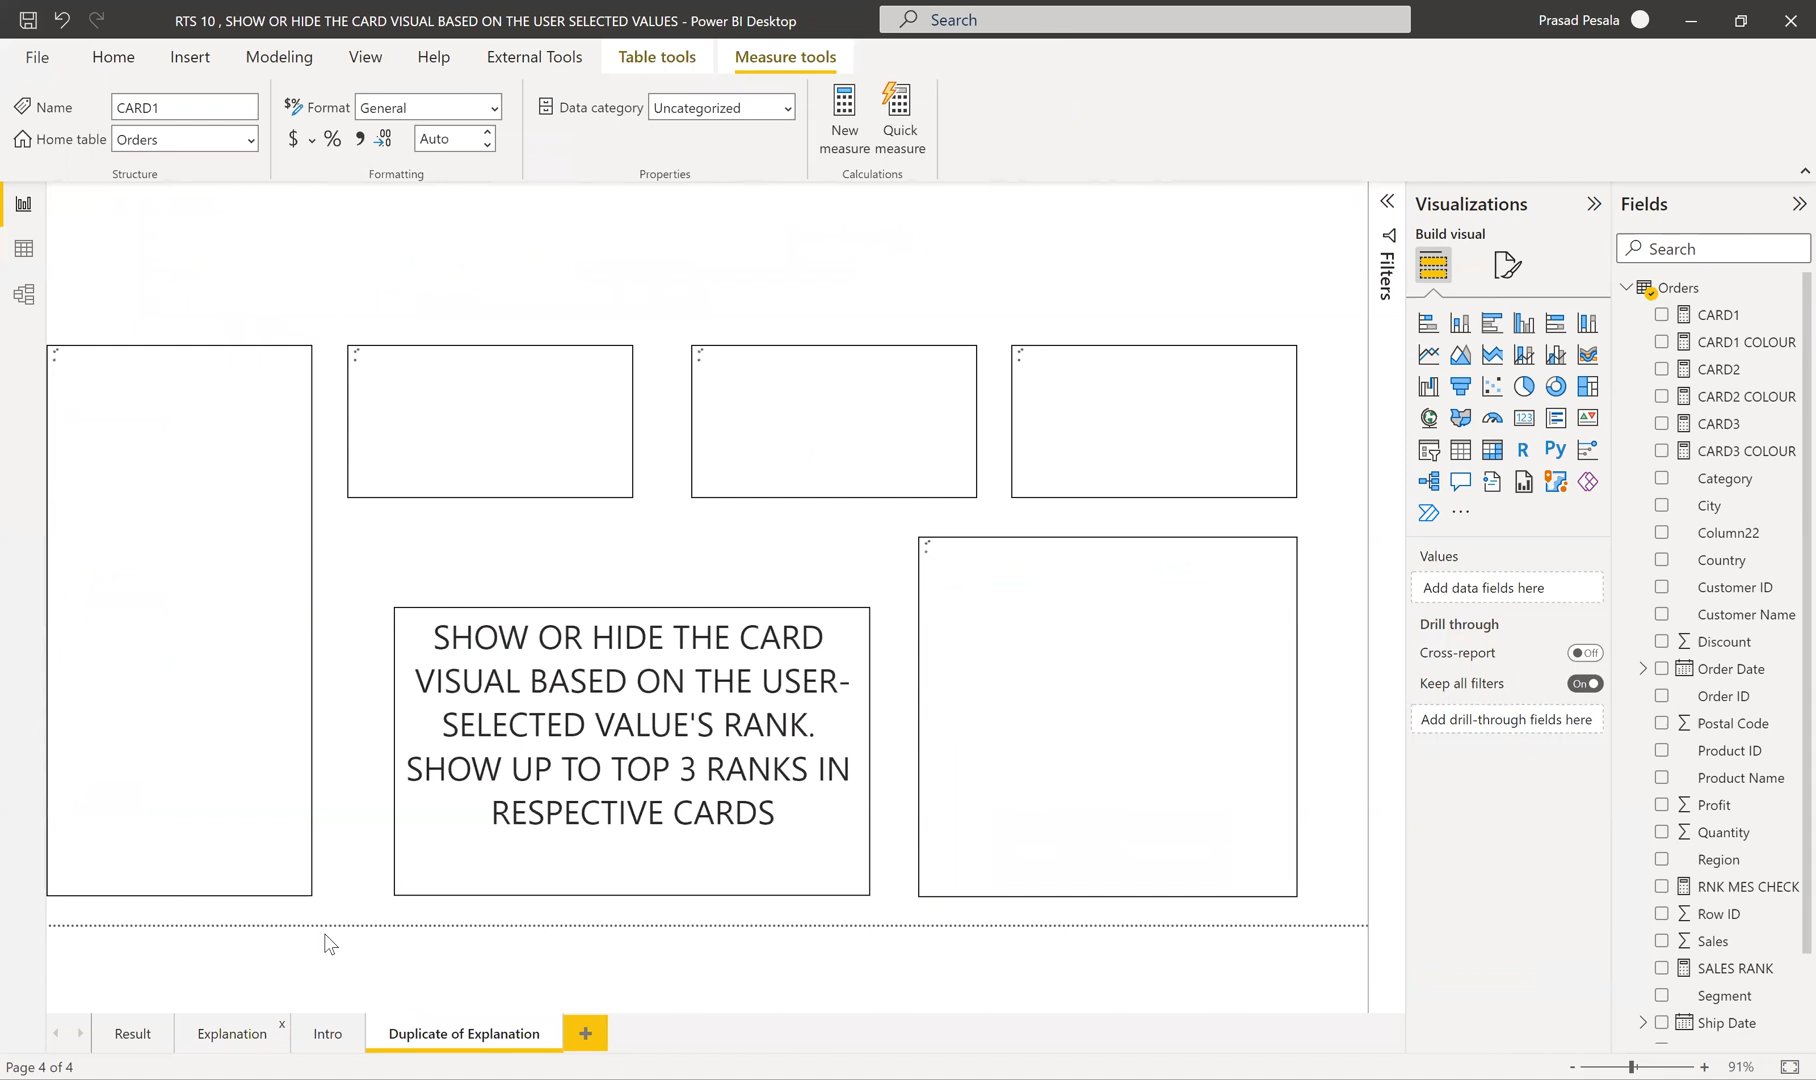 RTS 10 , SHOW OR HIDE THE CARD VISUAL BASED ON THE USER SELECTED VALUES - Power BI Desktop
Search
Prasad Pesala
File
Home
Insert
Modeling
View
Help
External Tools
Table tools
Measure tools
Name
CARD1
Format
General
Data category
Uncategorized
Home table
Orders
$
%
Auto
New measure
Quick measure
Structure
Formatting
Properties
Calculations
Filters
Visualizations
Build visual
Values
Add data fields here
Drill through
Cross-report
Off
Keep all filters
On
Add drill-through fields here
Fields
Search
Orders
CARD1
CARD1 COLOUR
CARD2
CARD2 COLOUR
CARD3
CARD3 COLOUR
Category
City
Column22
Country
Customer ID
Customer Name
Discount
Order Date
Order ID
Postal Code
Product ID
Product Name
Profit
Quantity
Region
RNK MES CHECK
Row ID
Sales
SALES RANK
Segment
Ship Date
SHOW OR HIDE THE CARD
VISUAL BASED ON THE USER-
SELECTED VALUE'S RANK.
SHOW UP TO TOP 3 RANKS IN
RESPECTIVE CARDS
Result
Explanation
x
Intro
Duplicate of Explanation
+
Page 4 of 4
- + 91%